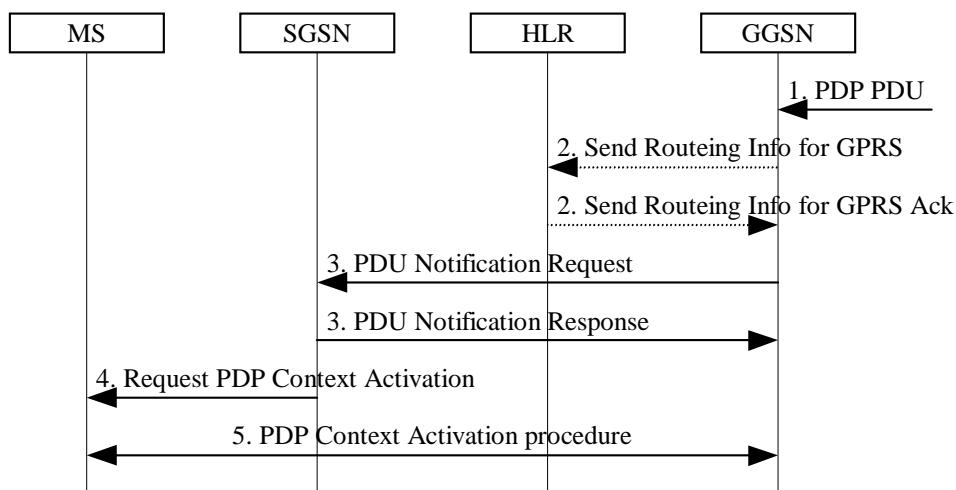 MS
SGSN
HLR
GGSN
1. PDP PDU
2. Send Routeing Info for GPRS
2. Send Routeing Info for GPRS Ack
3. PDU Notification Request
3. PDU Notification Response
4. Request PDP Context Activation
5. PDP Context Activation procedure